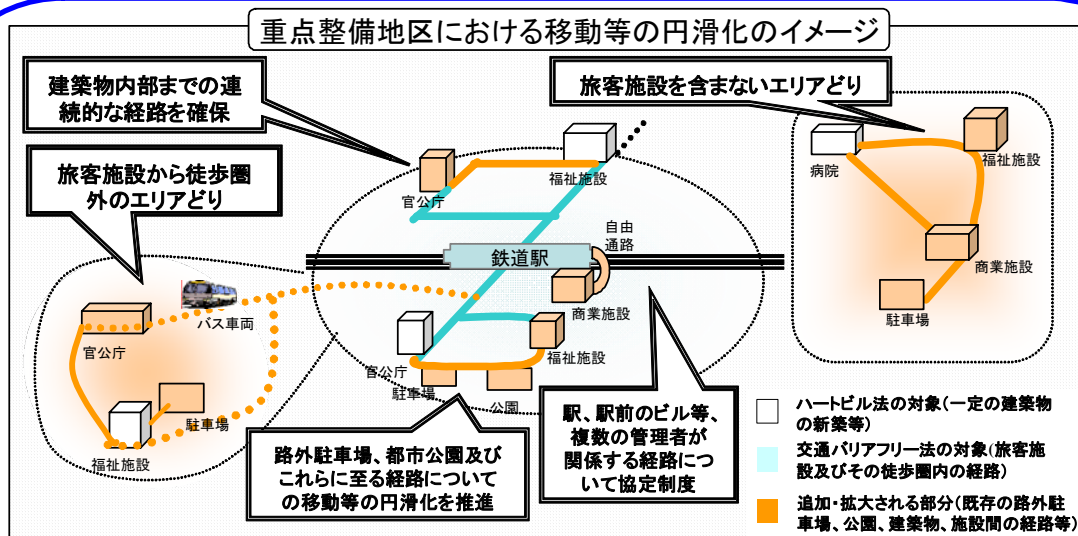 重点整備地区における移動等の円滑化のイメージ
建築物内部までの連
続的な経路を確保
旅客施設を含まないエリアどり
旅客施設から徒歩圏
外のエリアどり
官公庁
福祉施設
自由
通路
鉄道駅
商業施設
病院
福祉施設
商業施設
駐車場
バス車両
官公庁
駐車場
福祉施設
官公庁
駐車場
公園
福祉施設
路外駐車場、都市公園及び
これらに至る経路について
の移動等の円滑化を推進
駅、駅前のビル等、
複数の管理者が
関係する経路につ
いて協定制度
ハートビル法の対象(一定の建築物
の新築等)
交通バリアフリー法の対象(旅客施
設及びその徒歩圏内の経路)
追加・拡大される部分(既存の路外駐
車場、公園、建築物、施設間の経路等)